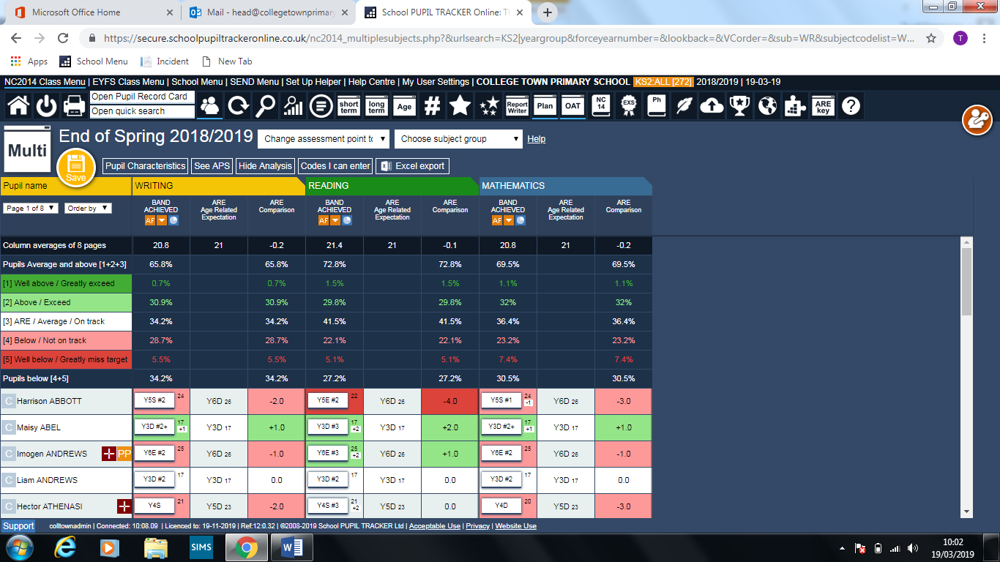 Microsoft Office Home
Mail - head@collegetownprimary
School PUPIL TRACKER Online: T
https://secure.schoolpupiltrackeronline.co.uk/nc2014_multiplesubjects.php?&urlsearch=KS2|yeargroup&forceyearnumber=&lookback=&VCorder=&sub=WR&subjectcodelist=W...
T
Apps School Menu Incident New Tab
NC2014 Class Menu | EYFS Class Menu | School Menu | SEND Menu | Set Up Helper | Help Centre | My User Settings | COLLEGE TOWN PRIMARY SCHOOL KS2:ALL [272] 2018/2019 | 19-03-19
Open Pupil Record Card
Open quick search
short term long term Age # Report Writer Plan OAT NC 14 EXS Ph ARE key ?
Multi
End of Spring 2018/2019 Change assessment point to Choose subject group Help
Save
Pupil Characteristics See APS Hide Analysis Codes I can enter Excel export
Pupil name WRITING READING MATHEMATICS
Page 1 of 8 Order by
BAND ACHIEVED ARE Age Related Expectation ARE Comparison BAND ACHIEVED ARE Age Related Expectation ARE Comparison BAND ACHIEVED ARE Age Related Expectation ARE Comparison
AF AF AF
Column averages of 8 pages 20.8 21 -0.2 21.4 21 -0.1 20.8 21 -0.2
Pupils Average and above [1+2+3] 65.8% 65.8% 72.8% 72.8% 69.5% 69.5%
[1] Well above / Greatly exceed 0.7% 0.7% 1.5% 1.5% 1.1% 1.1%
[2] Above / Exceed 30.9% 30.9% 29.8% 29.8% 32% 32%
[3] ARE / Average / On track 34.2% 34.2% 41.5% 41.5% 36.4% 36.4%
[4] Below / Not on track 28.7% 28.7% 22.1% 22.1% 23.2% 23.2%
[5] Well below / Greatly miss target 5.5% 5.5% 5.1% 5.1% 7.4% 7.4%
Pupils below [4+5] 34.2% 34.2% 27.2% 27.2% 30.5% 30.5%
C Harrison ABBOTT Y5S #2 24 Y6D 26 -2.0 Y5E #2 22 Y6D 26 -4.0 Y5S #1 24 -1 Y6D 26 -3.0
C Maisy ABEL Y3D #2+ 17 +1 Y3D 17 +1.0 Y3D #3 17 +2 Y3D 17 +2.0 Y3D #2+ 17 +1 Y3D 17 +1.0
C Imogen ANDREWS PP Y6E #2 25 Y6D 26 -1.0 Y6E #3 25 +2 Y6D 26 +1.0 Y6E #2 25 Y6D 26 -1.0
C Liam ANDREWS Y3D #2 17 Y3D 17 0.0 Y3D #2 17 Y3D 17 0.0 Y3D #2 17 Y3D 17 0.0
C Hector ATHENASI Y4S 21 Y5D 23 -2.0 Y4S #3 21 +2 Y5D 23 0.0 Y4D 20 Y5D 23 -3.0
Support colltownadmin | Connected: 10:08.09 | Licenced to: 19-11-2019 | Ref:12:0.32 | ©2008-2019 School PUPIL TRACKER Ltd | Acceptable Use | Privacy | Website Use
SIMS
10:02
19/03/2019